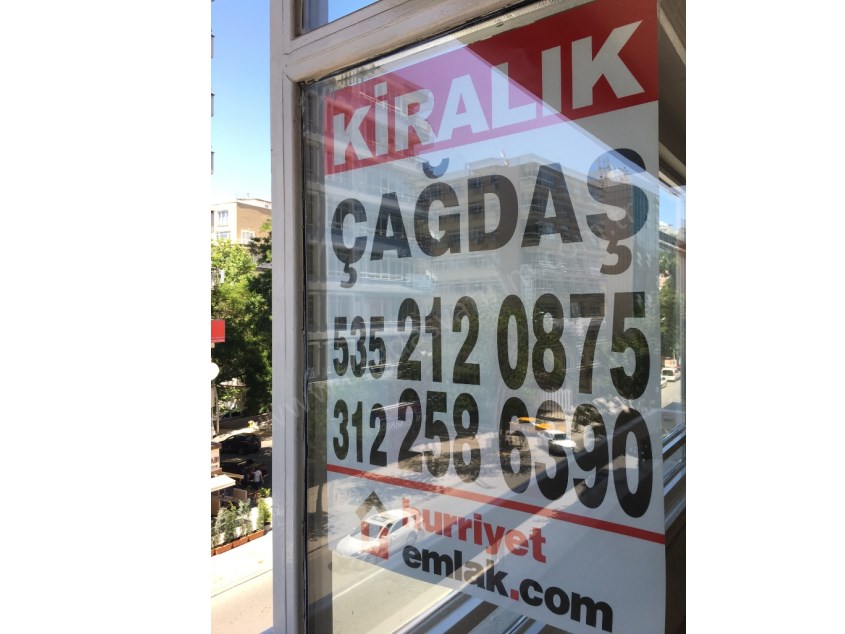 KİRALIK
ÇAĞDAŞ
535 212 0875
312 258 6390
hurriyet
emlak.com